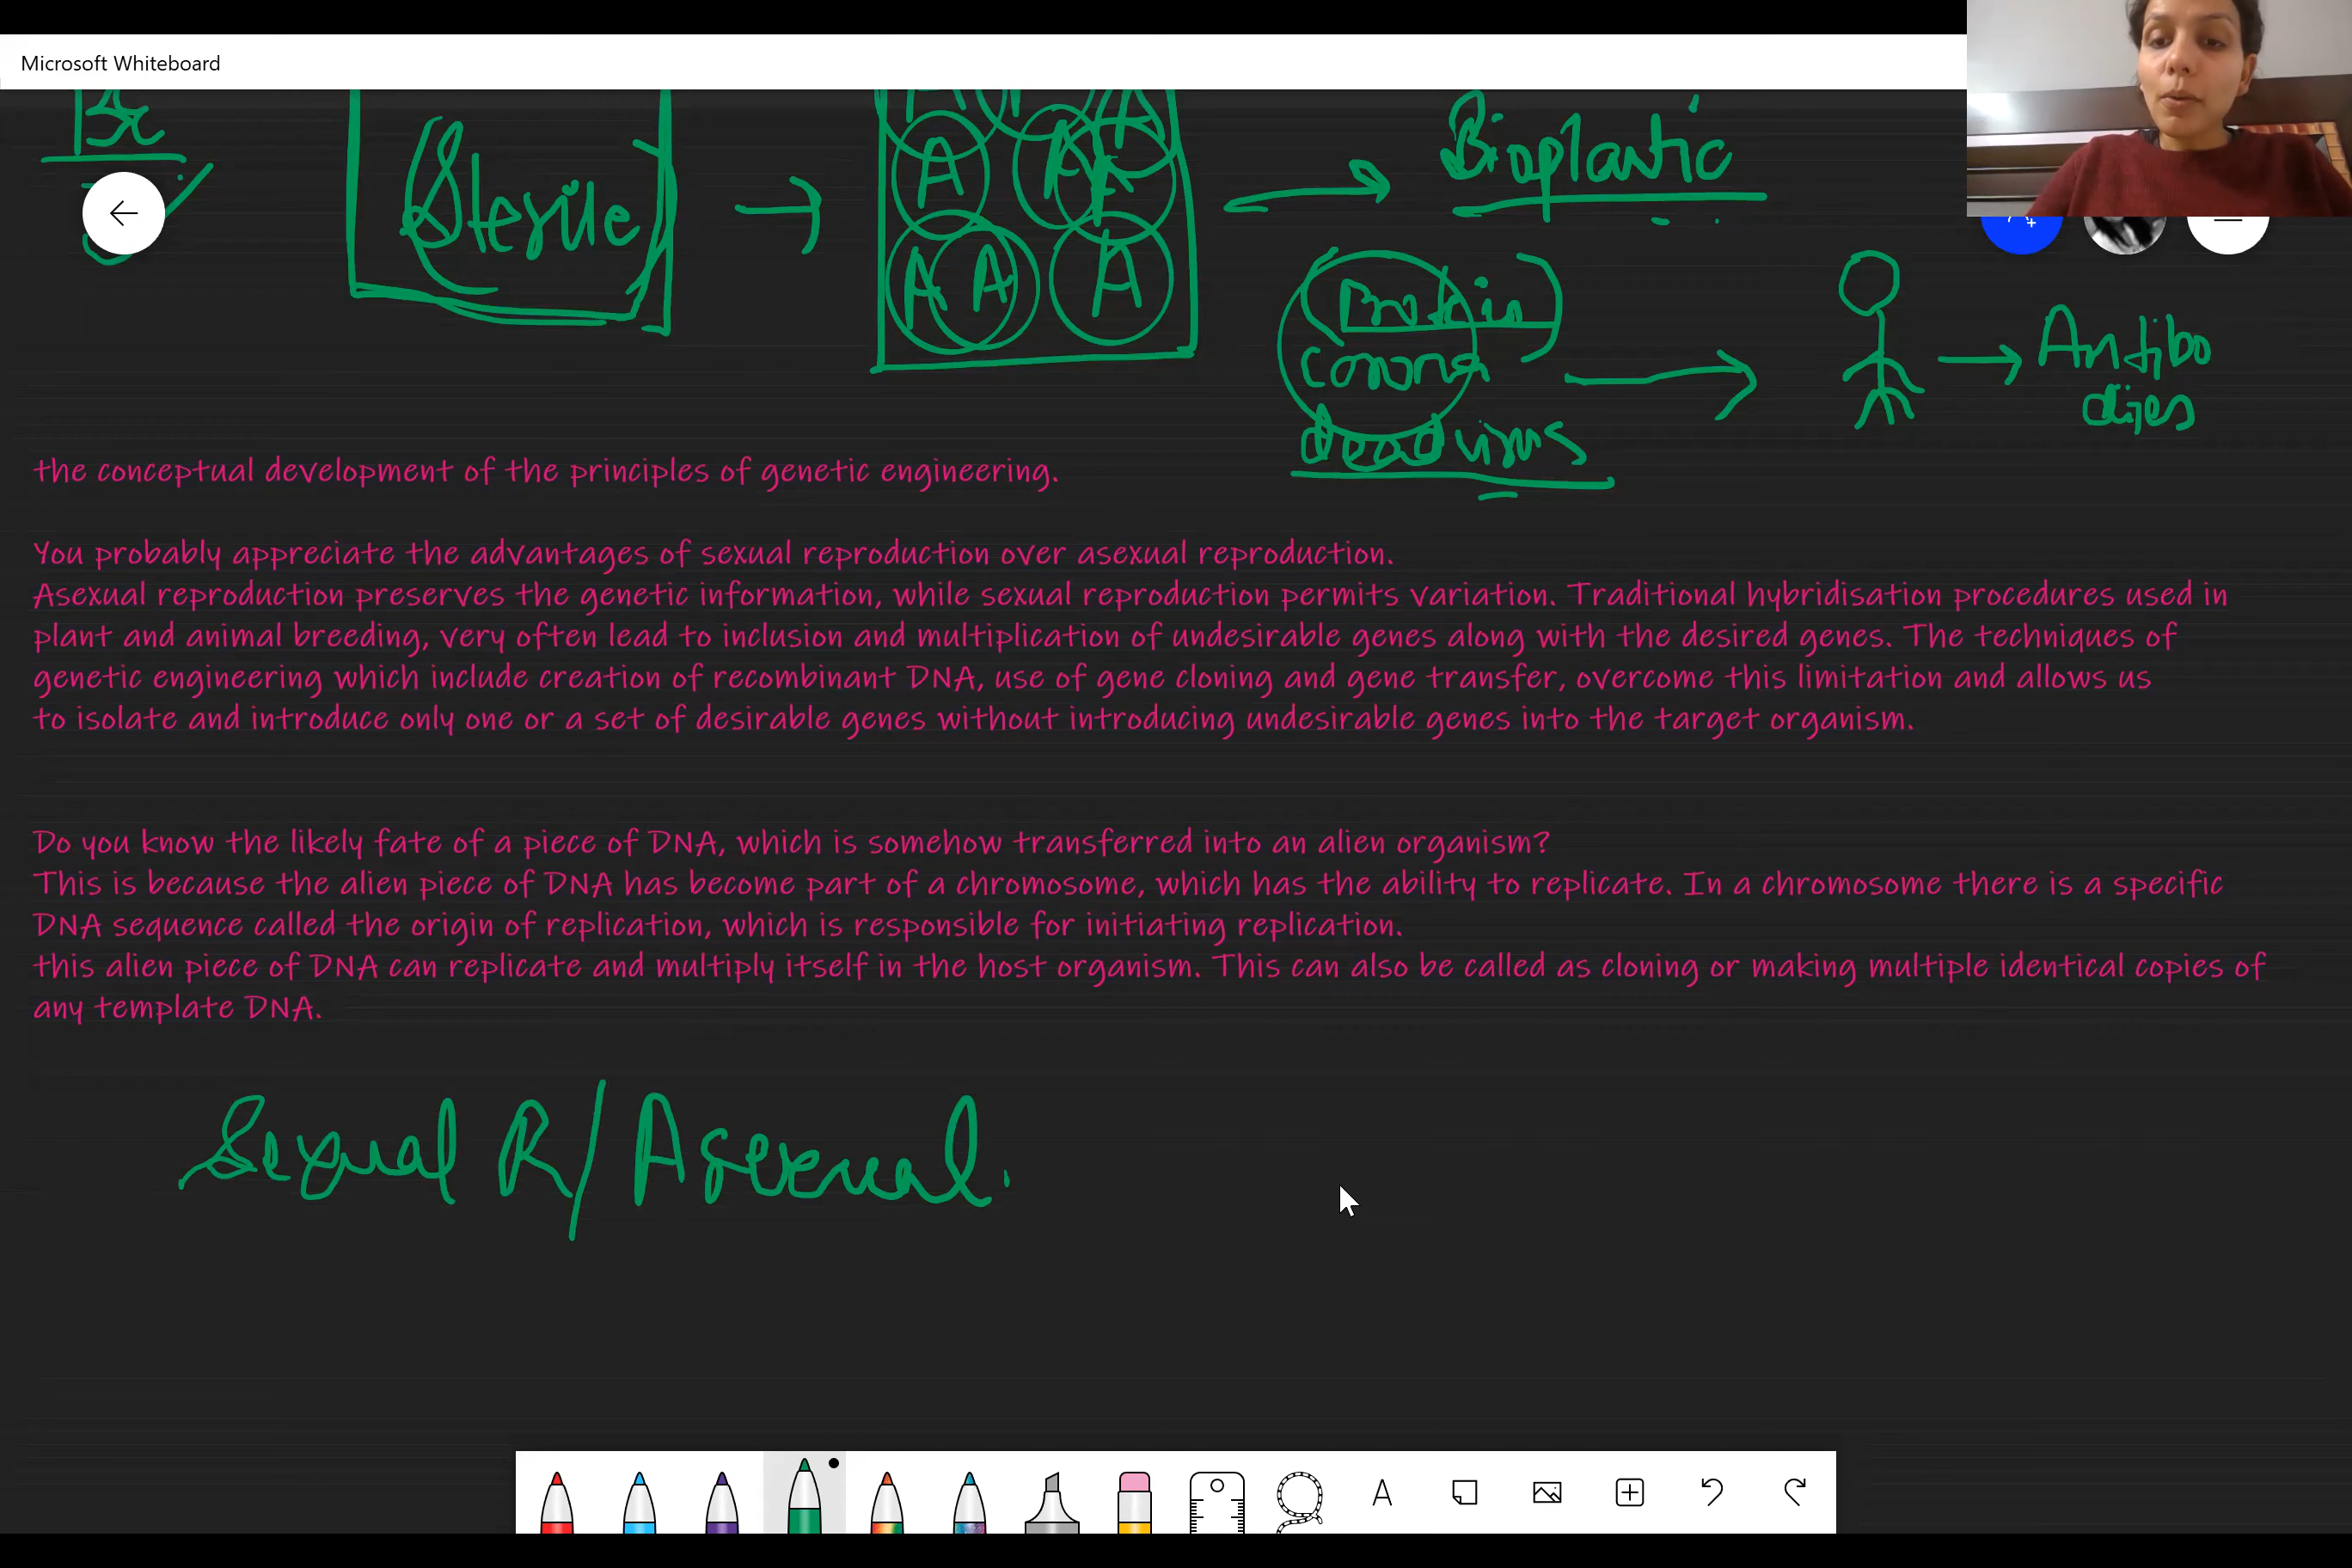 Microsoft Whiteboard
Sterile
A A A
A A A
Bioplastic
Protein
corona
dead virus
Antibo
dies
the conceptual development of the principles of genetic engineering.
You probably appreciate the advantages of sexual reproduction over asexual reproduction.
Asexual reproduction preserves the genetic information, while sexual reproduction permits variation. Traditional hybridisation procedures used in
plant and animal breeding, very often lead to inclusion and multiplication of undesirable genes along with the desired genes. The techniques of
genetic engineering which include creation of recombinant DNA, use of gene cloning and gene transfer, overcome this limitation and allows us
to isolate and introduce only one or a set of desirable genes without introducing undesirable genes into the target organism.
Do you know the likely fate of a piece of DNA, which is somehow transferred into an alien organism?
This is because the alien piece of DNA has become part of a chromosome, which has the ability to replicate. In a chromosome there is a specific
DNA sequence called the origin of replication, which is responsible for initiating replication.
this alien piece of DNA can replicate and multiply itself in the host organism. This can also be called as cloning or making multiple identical copies of
any template DNA.
Sexual R/Asexual.